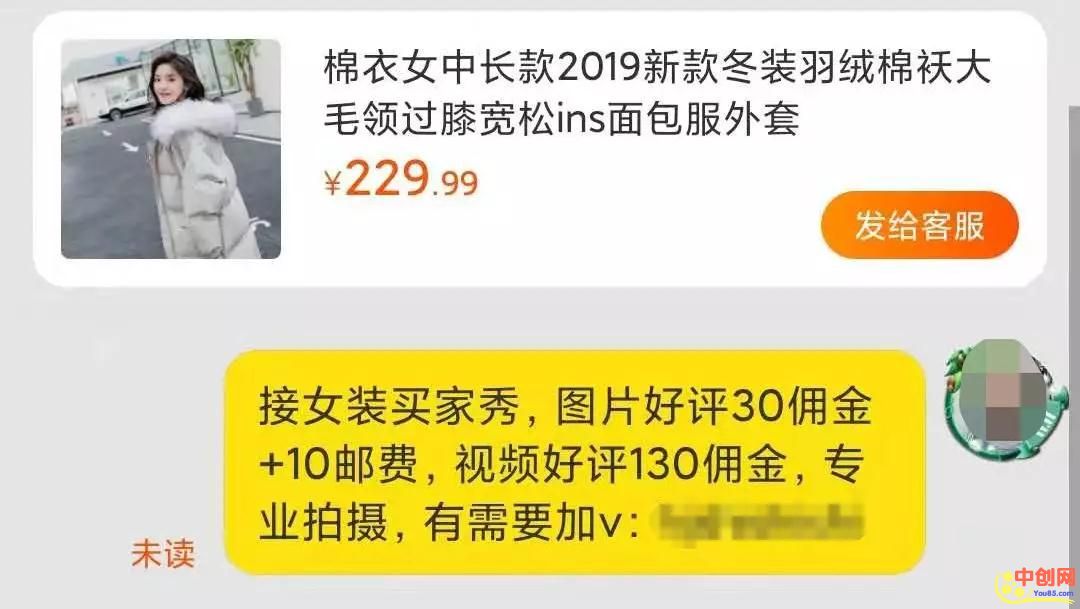 棉衣女中长款2019新款冬装羽绒棉袄大
毛领过膝宽松ins面包服外套
¥229.99
发给客服
接女装买家秀，图片好评30佣金
+10邮费，视频好评130佣金，专
业拍摄，有需要加v：
未读
中创网
You85.com